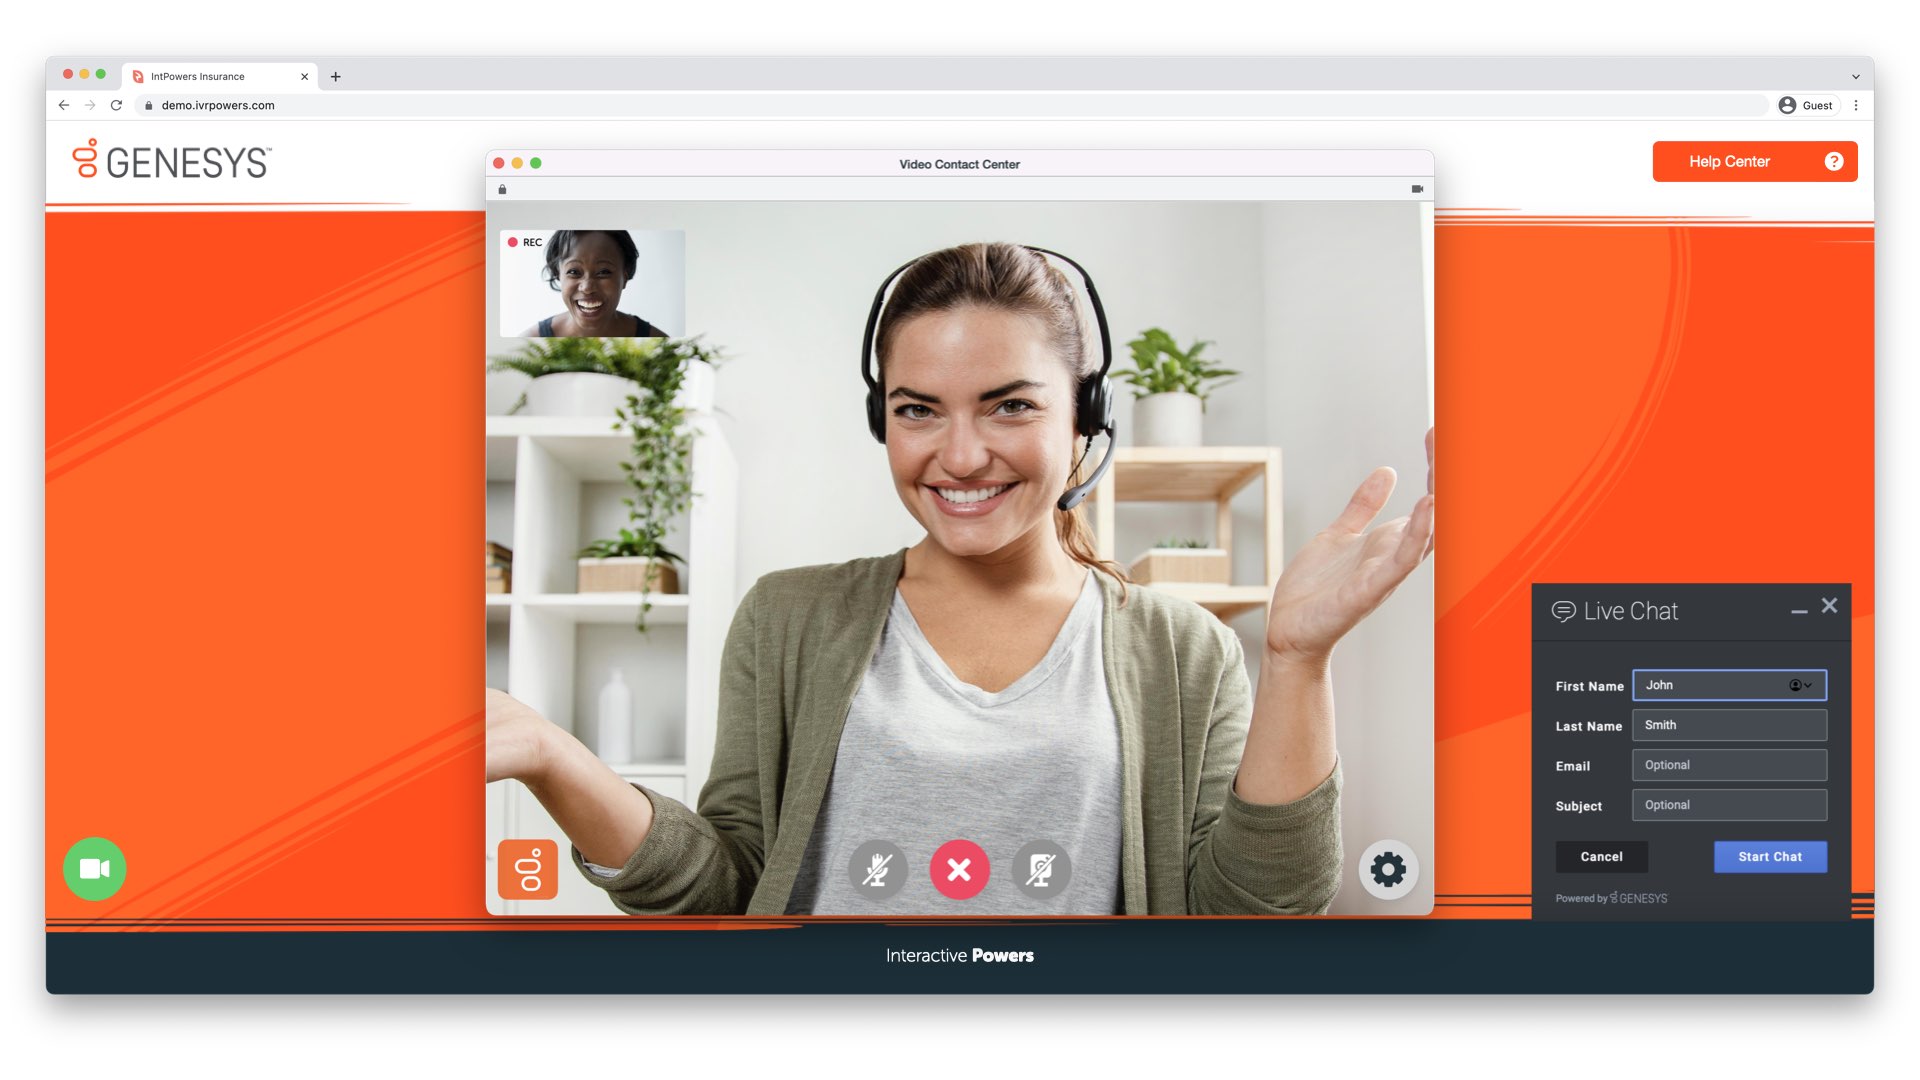 IntPowers Insurance
demo.ivrpowers.com
Guest
GENESYS™
Help Center
?
Video Contact Center
REC
Live Chat
First Name John
Last Name Smith
Email Optional
Subject Optional
Cancel Start Chat
Powered by GENESYS
Interactive Powers